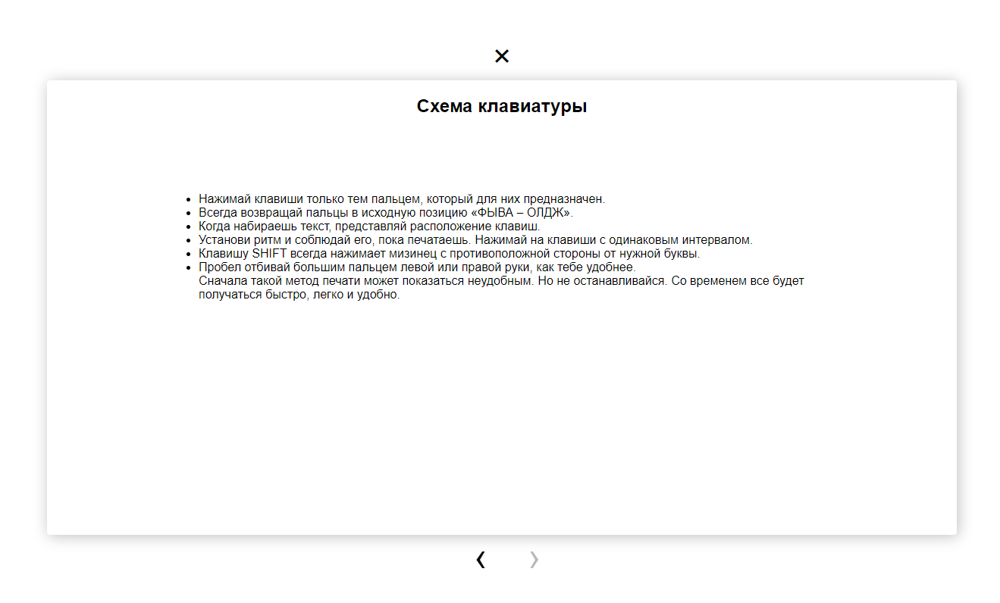 Схема клавиатуры
Нажимай клавиши только тем пальцем, который для них предназначен.
Всегда возвращай пальцы в исходную позицию «ФЫВА – ОЛДЖ».
Когда набираешь текст, представляй расположение клавиш.
Установи ритм и соблюдай его, пока печатаешь. Нажимай на клавиши с одинаковым интервалом.
Клавишу SHIFT всегда нажимает мизинец с противоположной стороны от нужной буквы.
Пробел отбивай большим пальцем левой или правой руки, как тебе удобнее.
Сначала такой метод печати может показаться неудобным. Но не останавливайся. Со временем все будет
получаться быстро, легко и удобно.